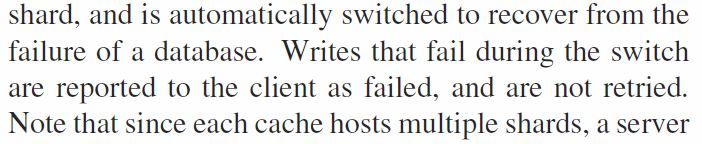 shard, and is automatically switched to recover from the
failure of a database. Writes that fail during the switch
are reported to the client as failed, and are not retried.
Note that since each cache hosts multiple shards, a server